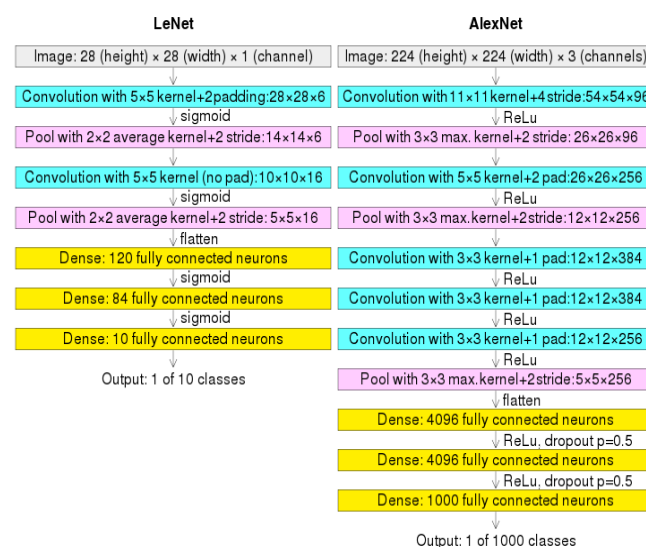 LeNet
Image: 28 (height) × 28 (width) × 1 (channel)
Convolution with 5×5 kernel+2padding:28×28×6
sigmoid
Pool with 2×2 average kernel+2 stride:14×14×6
Convolution with 5×5 kernel (no pad):10×10×16
sigmoid
Pool with 2×2 average kernel+2 stride: 5×5×16
flatten
Dense: 120 fully connected neurons
sigmoid
Dense: 84 fully connected neurons
sigmoid
Dense: 10 fully connected neurons
Output: 1 of 10 classes
AlexNet
Image: 224 (height) × 224 (width) × 3 (channels)
Convolution with 11×11 kernel+4 stride:54×54×96
ReLu
Pool with 3×3 max. kernel+2 stride: 26×26×96
Convolution with 5×5 kernel+2 pad:26×26×256
ReLu
Pool with 3×3 max.kernel+2stride:12×12×256
Convolution with 3×3 kernel+1 pad:12×12×384
ReLu
Convolution with 3×3 kernel+1 pad:12×12×384
ReLu
Convolution with 3×3 kernel+1 pad:12×12×256
ReLu
Pool with 3×3 max.kernel+2stride:5×5×256
flatten
Dense: 4096 fully connected neurons
ReLu, dropout p=0.5
Dense: 4096 fully connected neurons
ReLu, dropout p=0.5
Dense: 1000 fully connected neurons
Output: 1 of 1000 classes